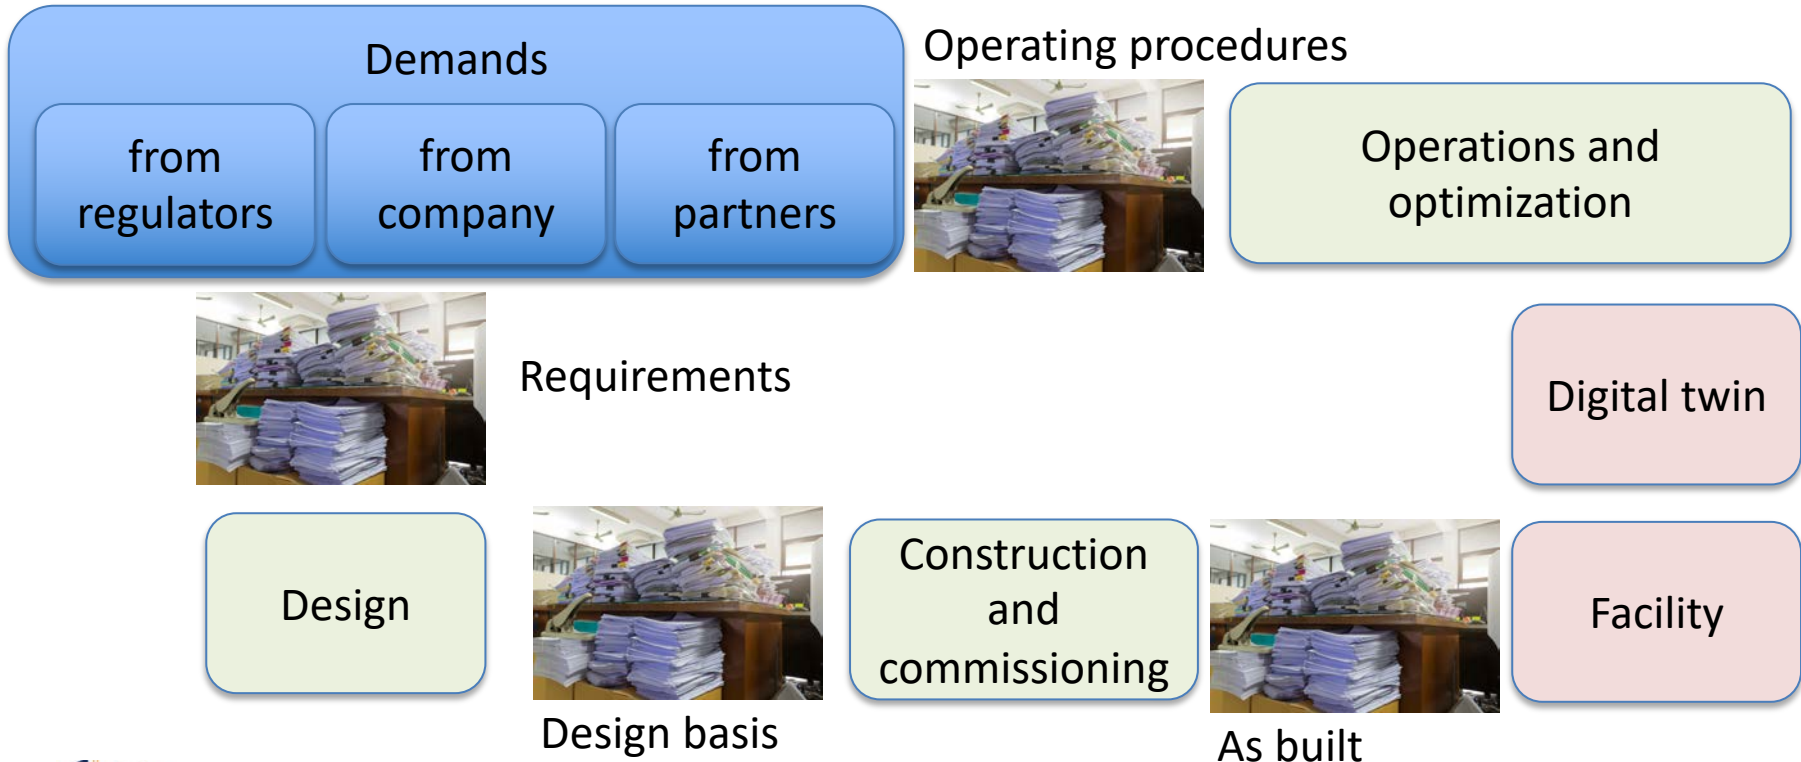 Demands
from
regulators
from
company
from
partners
Operating procedures
Operations and
optimization
Requirements
Digital twin
Design
Design basis
Construction
and
commissioning
As built
Facility